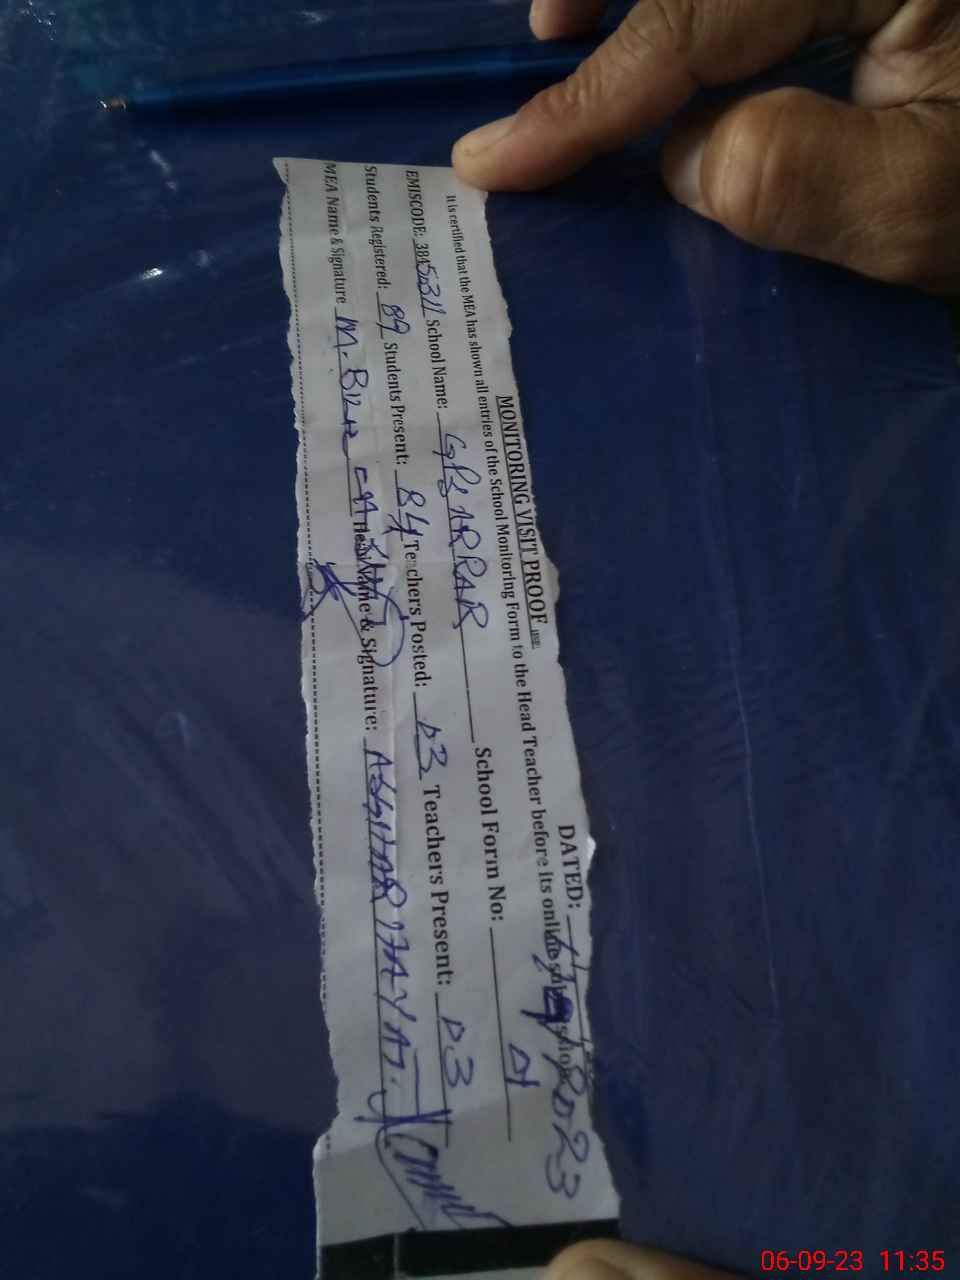 MONITORING VISIT PROOF DATED: 2023
It is certified that the MEA has shown all entries of the School Monitoring Form to the Head Teacher before its online submission
EMISCODE: 3845311 School Name: GPS ARRAR School Form No: 01
Students Registered: 89 Students Present: 84 Teachers Posted: 03 Teachers Present: 03
MEA Name & Signature M. Head Name & Signature: ASGHAR HAYAT
06-09-23 11:35